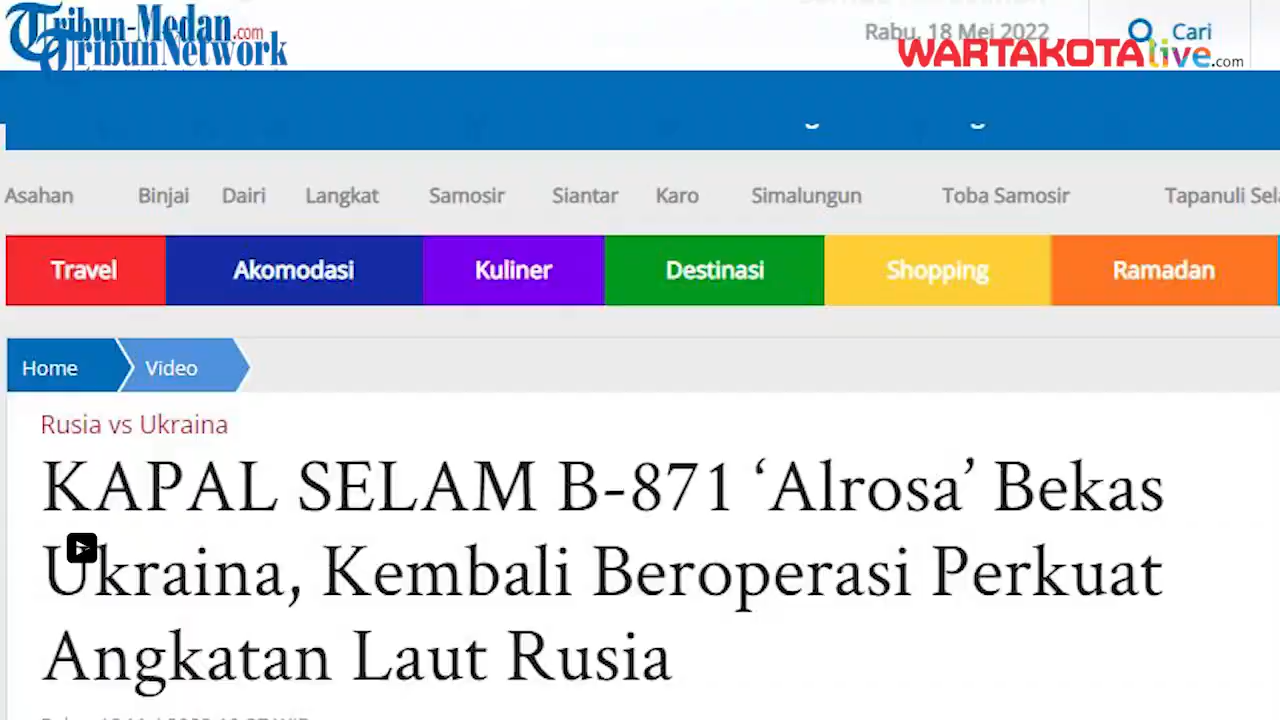 Tribun-Medan.com
TribunNetwork
Rabu, 18 Mei 2022
Cari
WARTAKOTAlive.com
Asahan Binjai Dairi Langkat Samosir Siantar Karo Simalungun Toba Samosir Tapanuli Sela
Travel Akomodasi Kuliner Destinasi Shopping Ramadan
Home Video
Rusia vs Ukraina
KAPAL SELAM B-871 ‘Alrosa’ Bekas
Ukraina, Kembali Beroperasi Perkuat
Angkatan Laut Rusia